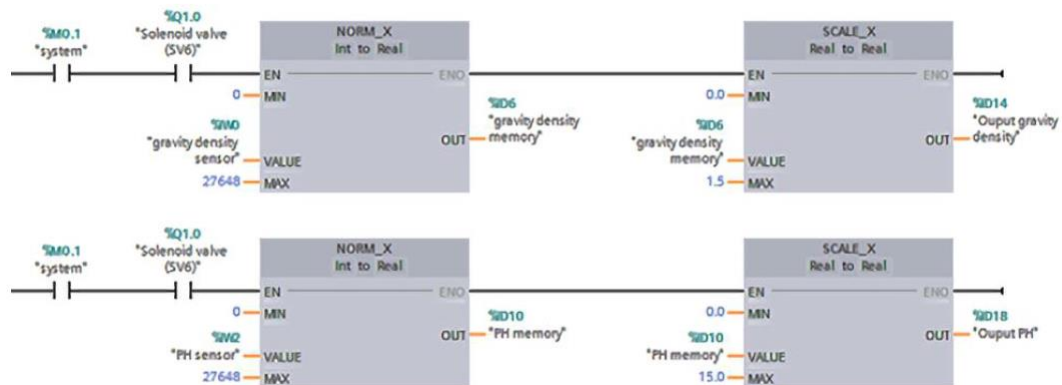 %M0.1
"system"
%Q1.0
"Solenoid valve
(SV6)"
NORM_X
Int to Real
EN
ENO
0
MIN
%IW0
"gravity density
sensor"
VALUE
27648
MAX
OUT
%ID6
"gravity density
memory"
SCALE_X
Real to Real
EN
ENO
0.0
MIN
%ID6
"gravity density
memory"
VALUE
1.5
MAX
OUT
%ID14
"Ouput gravity
density"
%M0.1
"system"
%Q1.0
"Solenoid valve
(SV6)"
NORM_X
Int to Real
EN
ENO
0
MIN
%IW2
"PH sensor"
VALUE
27648
MAX
OUT
%ID10
"PH memory"
SCALE_X
Real to Real
EN
ENO
0.0
MIN
%ID10
"PH memory"
VALUE
15.0
MAX
OUT
%ID18
"Ouput PH"